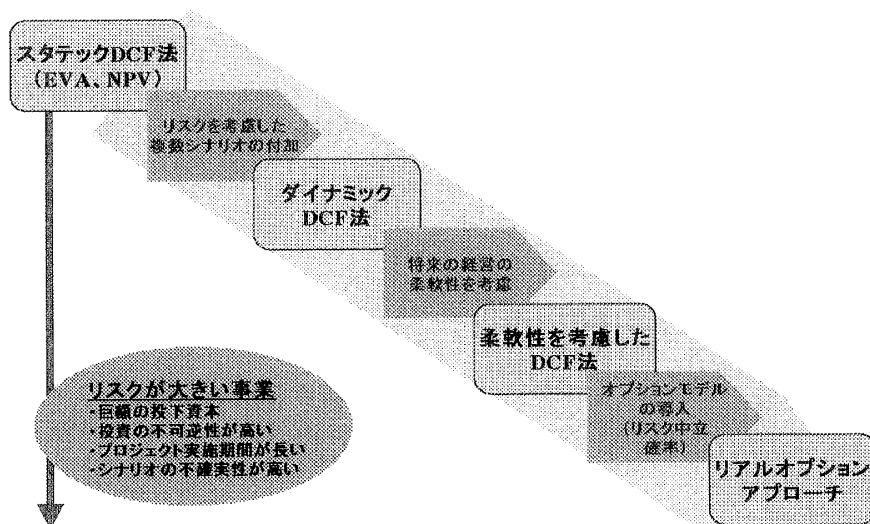 スタテックDCF法
(EVA、NPV)
リスクを考慮した
複数シナリオの付加
ダイナミック
DCF法
将来の経営の
柔軟性を考慮
柔軟性を考慮した
DCF法
オプションモデル
の導入
(リスク中立
確率)
リアルオプション
アプローチ
リスクが大きい事業
・巨額の投下資本
・投資の不可逆性が高い
・プロジェクト実施期間が長い
・シナリオの不確実性が高い